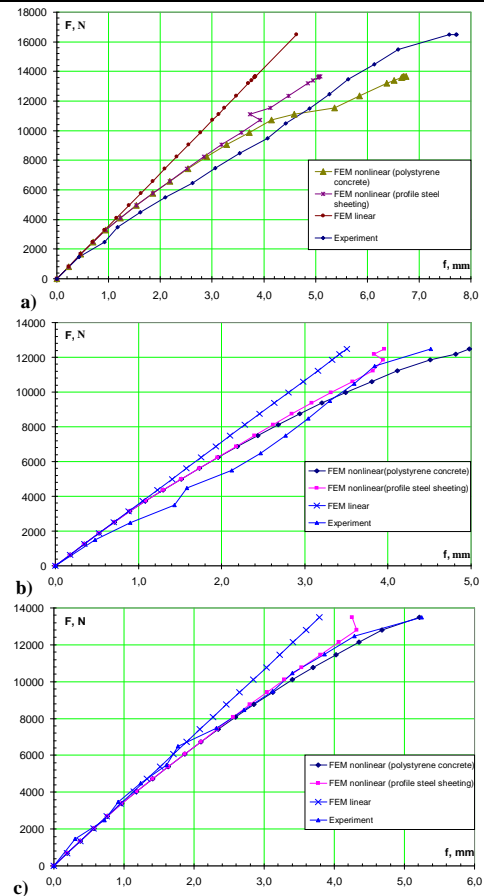 F, N
18000
16000
14000
12000
10000
8000
6000
4000
2000
0
FEM nonlinear (polystyrene
concrete)
FEM nonlinear (profile steel
sheeting)
FEM linear
Experiment
0,0 1,0 2,0 3,0 4,0 5,0 6,0 7,0 8,0
f, mm
a)
F, N
14000
12000
10000
8000
6000
4000
2000
0
FEM nonlinear(polystyrene concrete)
FEM nonlinear(profile steel sheeting)
FEM linear
Experiment
f, mm
0,0 1,0 2,0 3,0 4,0 5,0
b)
F, N
14000
12000
10000
8000
6000
4000
2000
0
FEM nonlinear (polystyrene concrete)
FEM nonlinear (profile steel sheeting)
FEM linear
Experiment
0,0 1,0 2,0 3,0 4,0 5,0 6,0
f, mm
c)